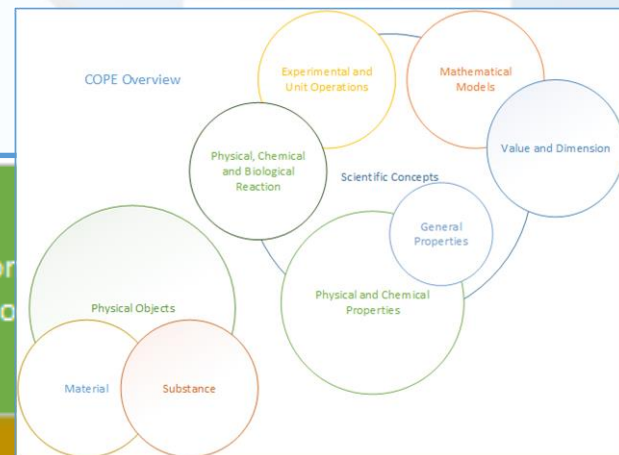 COPE Overview
Experimental and
Unit Operations
Mathematical
Models
Value and Dimension
Physical, Chemical
and Biological
Reaction
Scientific Concepts
General
Properties
Physical and Chemical
Properties
Physical Objects
Material
Substance